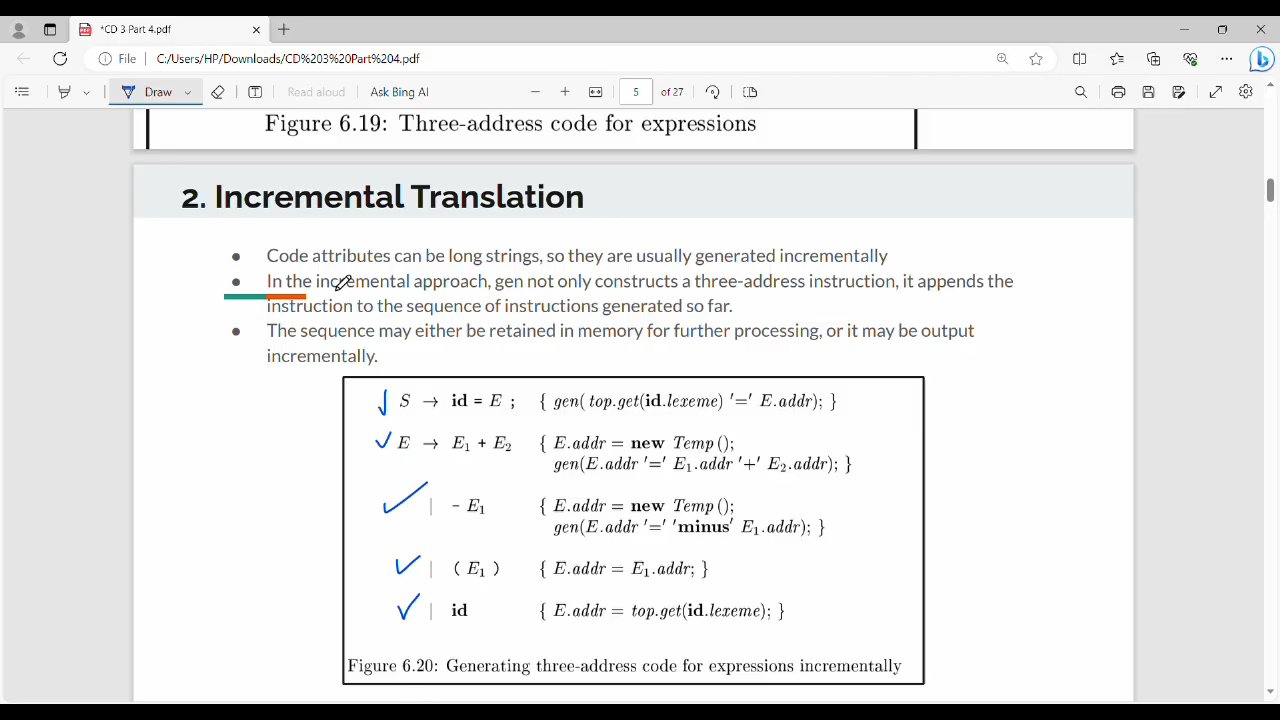 *CD 3 Part 4.pdf
File C:/Users/HP/Downloads/CD%203%20Part%204.pdf
Draw Read aloud Ask Bing AI 5 of 27
Figure 6.19: Three-address code for expressions
2. Incremental Translation
● Code attributes can be long strings, so they are usually generated incrementally
● In the incremental approach, gen not only constructs a three-address instruction, it appends the
instruction to the sequence of instructions generated so far.
● The sequence may either be retained in memory for further processing, or it may be output
incrementally.
S → id = E ; { gen( top.get(id.lexeme) '=' E.addr); }
E → E₁ + E₂ { E.addr = new Temp();
gen(E.addr '=' E₁.addr '+' E₂.addr); }
| - E₁ { E.addr = new Temp();
gen(E.addr '=' 'minus' E₁.addr); }
| ( E₁ ) { E.addr = E₁.addr; }
| id { E.addr = top.get(id.lexeme); }
Figure 6.20: Generating three-address code for expressions incrementally